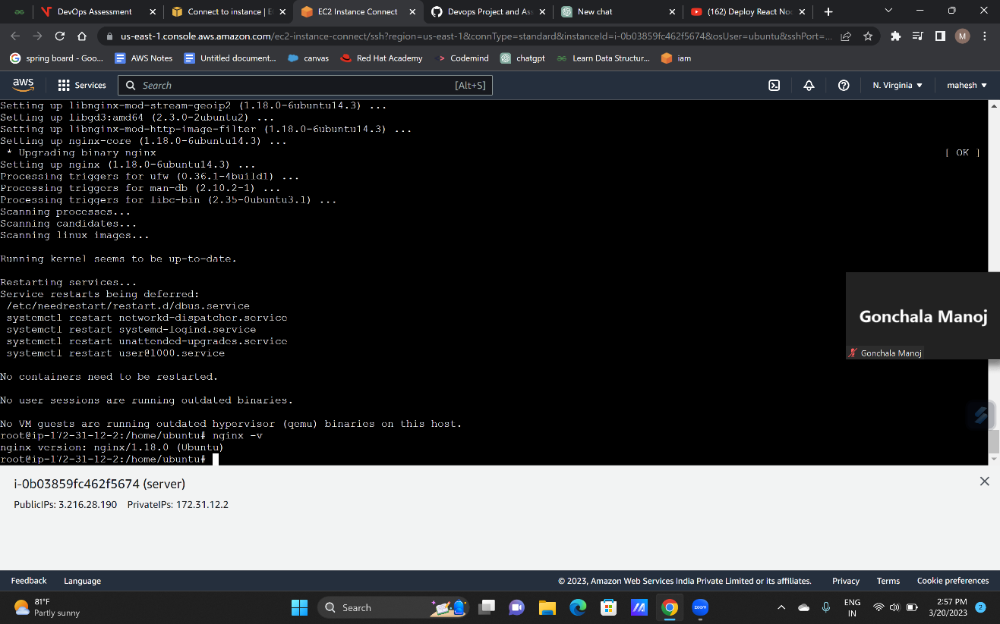 DevOps Assessment
Connect to instance | E
EC2 Instance Connect
Devops Project and Ass
New chat
(162) Deploy React Nod
us-east-1.console.aws.amazon.com/ec2-instance-connect/ssh?region=us-east-1&connType=standard&instanceId=i-0b03859fc462f5674&osUser=ubuntu&sshPort=...
M
spring board - Goo...
AWS Notes
Untitled document...
canvas
Red Hat Academy
Codemind
chatgpt
Learn Data Structur...
iam
aws
Services
Search
[Alt+S]
N. Virginia
mahesh
Setting up libnginx-mod-stream-geoip2 (1.18.0-6ubuntu14.3) ...
Setting up libgd3:amd64 (2.3.0-2ubuntu2) ...
Setting up libnginx-mod-http-image-filter (1.18.0-6ubuntu14.3) ...
Setting up nginx-core (1.18.0-6ubuntu14.3) ...
* Upgrading binary nginx [ OK ]
Setting up nginx (1.18.0-6ubuntu14.3) ...
Processing triggers for ufw (0.36.1-4build1) ...
Processing triggers for man-db (2.10.2-1) ...
Processing triggers for libc-bin (2.35-0ubuntu3.1) ...
Scanning processes...
Scanning candidates...
Scanning linux images...
Running kernel seems to be up-to-date.
Restarting services...
Service restarts being deferred:
/etc/needrestart/restart.d/dbus.service
systemctl restart networkd-dispatcher.service
systemctl restart systemd-logind.service
systemctl restart unattended-upgrades.service
systemctl restart user@1000.service
No containers need to be restarted.
No user sessions are running outdated binaries.
No VM guests are running outdated hypervisor (qemu) binaries on this host.
root@ip-172-31-12-2:/home/ubuntu# nginx -v
nginx version: nginx/1.18.0 (Ubuntu)
root@ip-172-31-12-2:/home/ubuntu#
Gonchala Manoj
Gonchala Manoj
i-0b03859fc462f5674 (server)
PublicIPs: 3.216.28.190 PrivateIPs: 172.31.12.2
Feedback
Language
© 2023, Amazon Web Services India Private Limited or its affiliates.
Privacy
Terms
Cookie preferences
81°F
Partly sunny
Search
zoom
ENG
IN
2:57 PM
3/20/2023
2